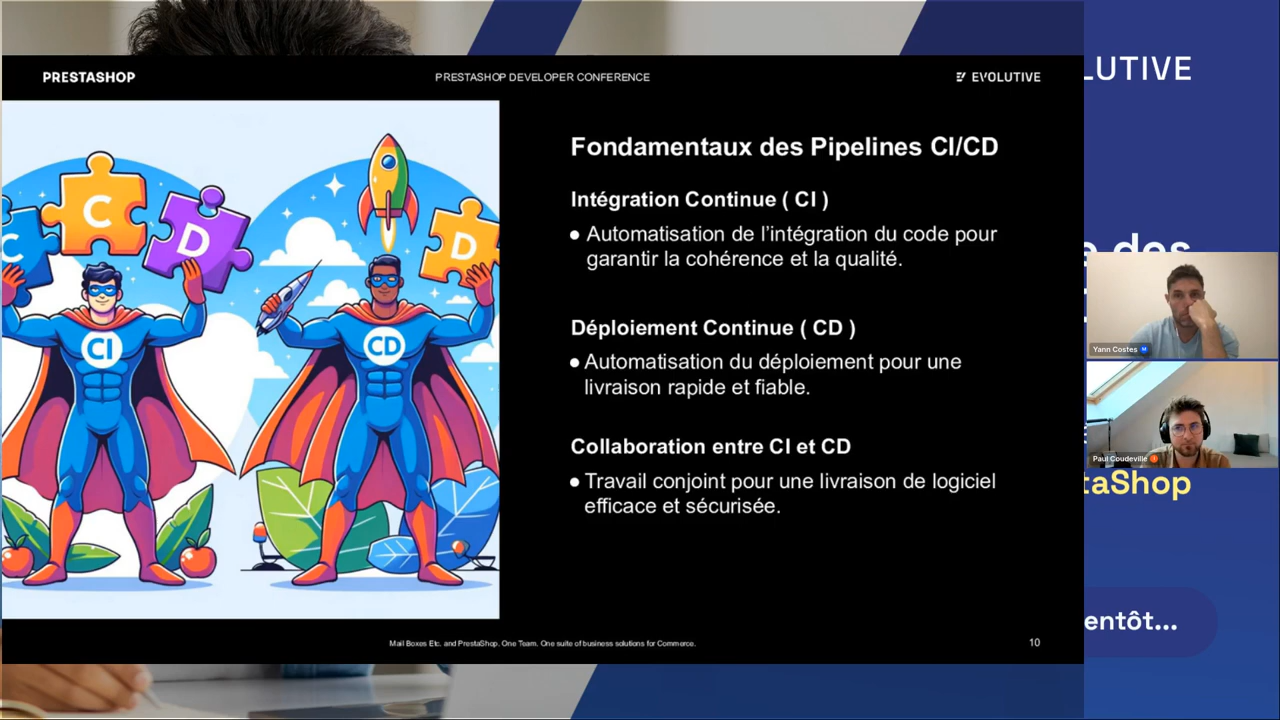 PRESTASHOP
PRESTASHOP DEVELOPER CONFERENCE
EVOLUTIVE
C
C
D
D
CI
CD
Fondamentaux des Pipelines CI/CD
Intégration Continue ( CI )
● Automatisation de l’intégration du code pour
garantir la cohérence et la qualité.
Déploiement Continue ( CD )
● Automatisation du déploiement pour une
livraison rapide et fiable.
Collaboration entre CI et CD
● Travail conjoint pour une livraison de logiciel
efficace et sécurisée.
Mail Boxes Etc. and PrestaShop. One Team. One suite of business solutions for Commerce.
10
LUTIVE
e des
Yann Costes
M
Paul Coudeville
taShop
entôt...